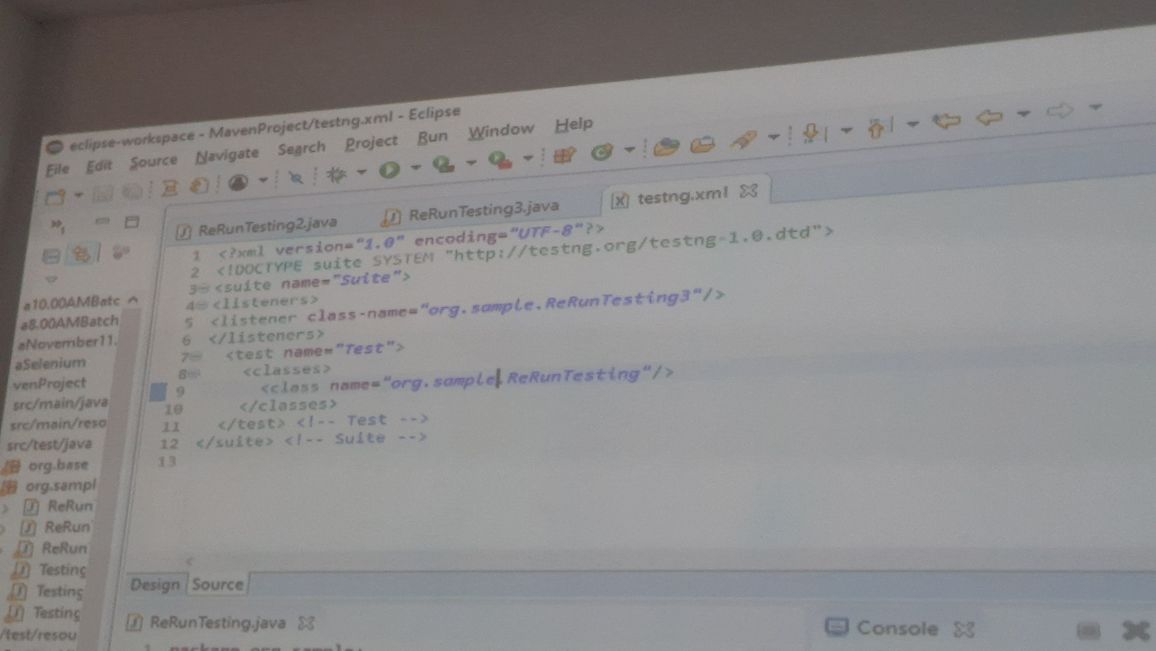 eclipse-workspace - MavenProject/testng.xml - Eclipse
File Edit Source Navigate Search Project Run Window Help
ReRunTesting2.java ReRunTesting3.java testng.xml
1 <?xml version="1.0" encoding="UTF-8"?>
2 <!DOCTYPE suite SYSTEM "http://testng.org/testng-1.0.dtd">
3 <suite name="Suite">
4 <listeners>
5 <listener class-name="org.sample.ReRunTesting3"/>
6 </listeners>
7 <test name="Test">
8 <classes>
9 <class name="org.sample.ReRunTesting"/>
10 </classes>
11 </test> <!-- Test -->
12 </suite> <!-- Suite -->
13
a10.00AMBatc
a8.00AMBatch
aNovember11.
aSelenium
venProject
src/main/java
src/main/reso
src/test/java
org.base
org.sampl
ReRun
ReRun
ReRun
Testing
Testing
Testing
/test/resou
Design Source
ReRunTesting.java Console
1 package org.sample;